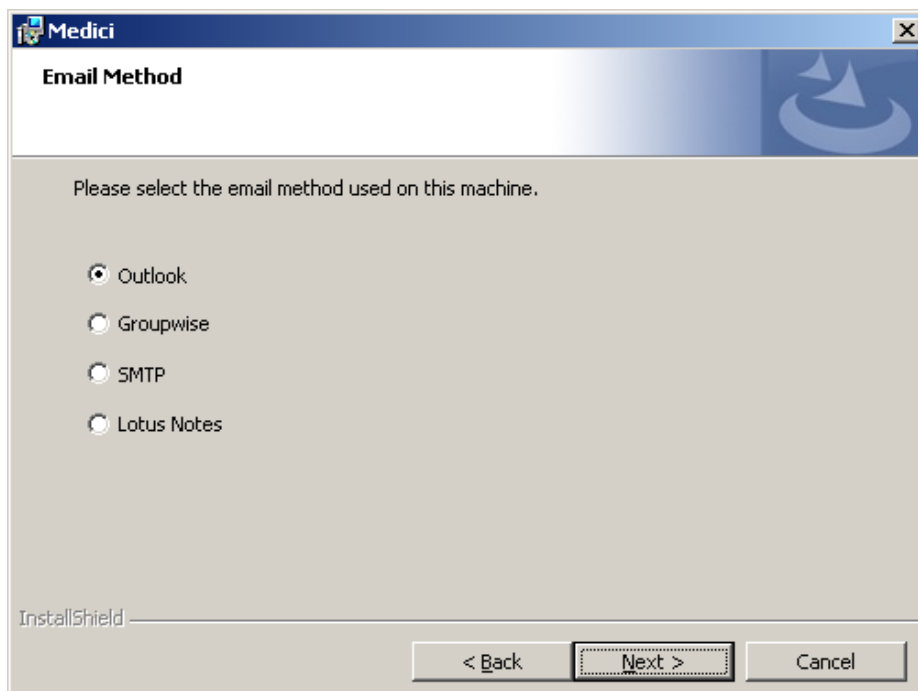 Medici
Email Method
Please select the email method used on this machine.
Outlook
Groupwise
SMTP
Lotus Notes
InstallShield
< Back Next > Cancel